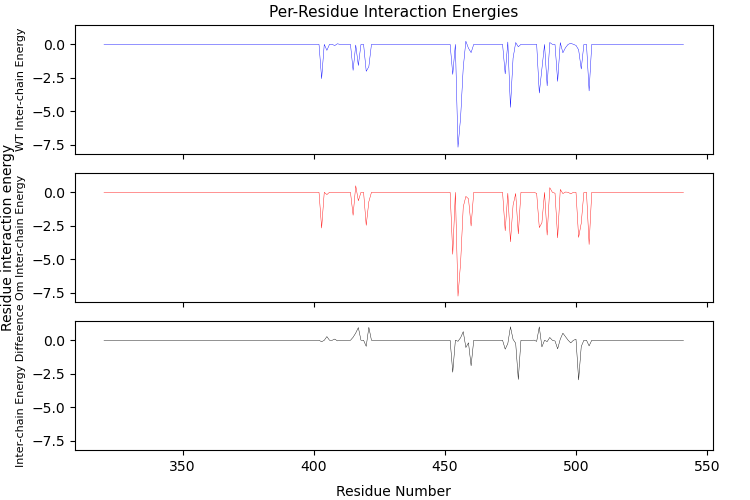 Per-Residue Interaction Energies
Residue interaction energy
WT Inter-chain Energy
0.0
−2.5
−5.0
−7.5
Om Inter-chain Energy
0.0
−2.5
−5.0
−7.5
Inter-chain Energy Difference
0.0
−2.5
−5.0
−7.5
350
400
450
500
550
Residue Number